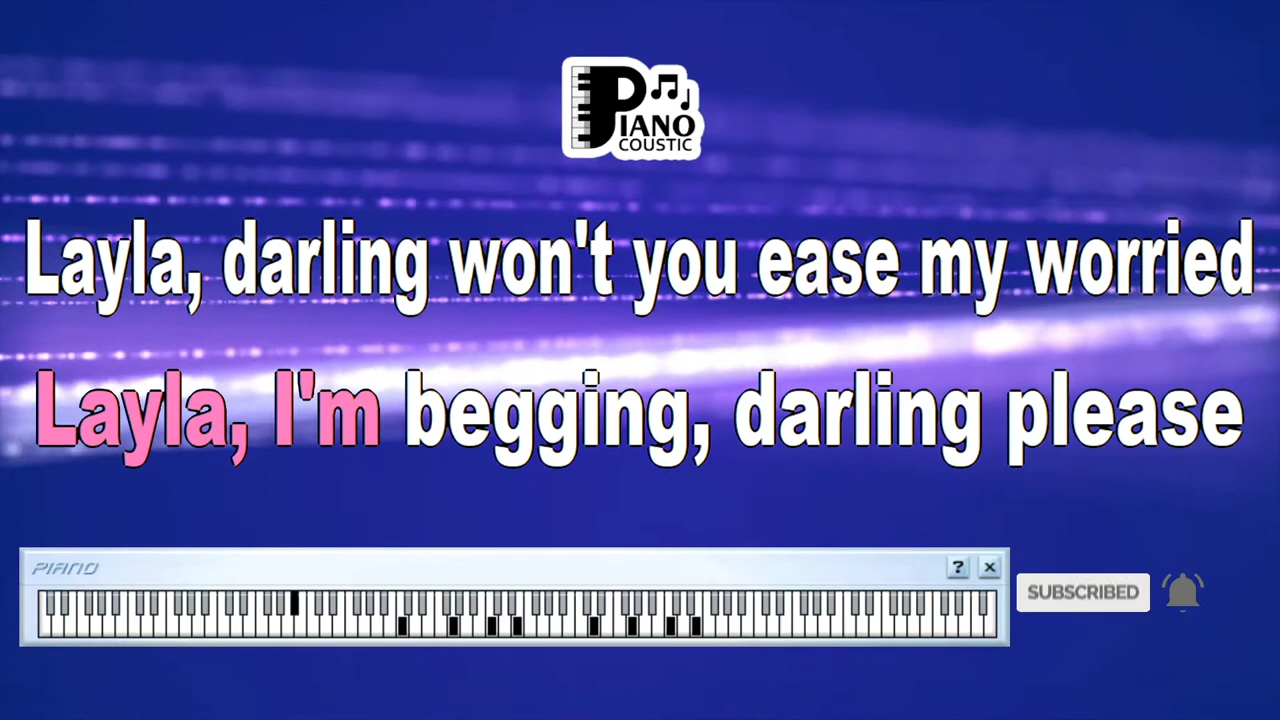 PIANO
COUSTIC
Layla, darling won't you ease my worried
Layla, I'm begging, darling please
PIANO
?
×
SUBSCRIBED